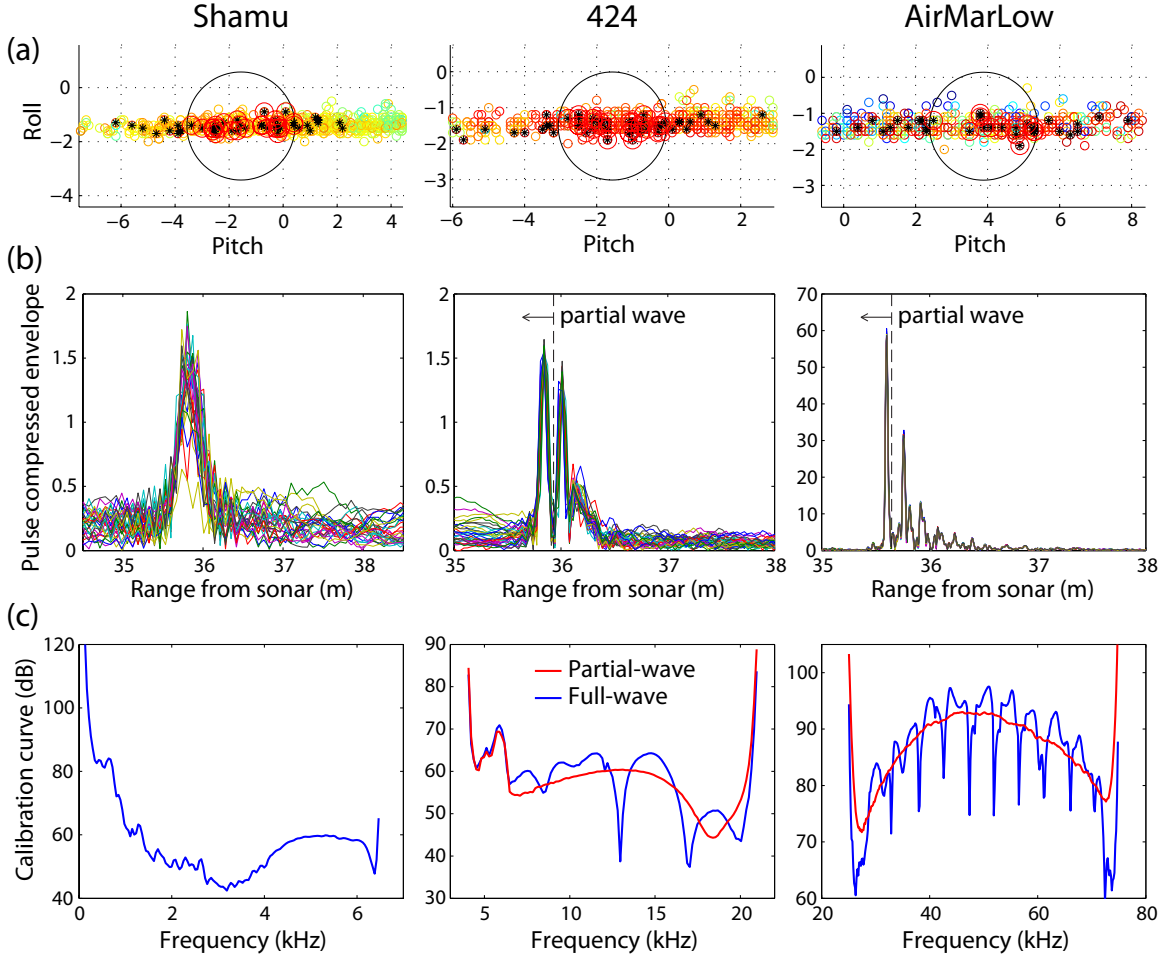 Shamu 424 AirMarLow
(a)
Roll
0
−2
−4
−6 −4 −2 0 2 4
Pitch
0
−1
−2
−3
−6 −4 −2 0 2
Pitch
0
−1
−2
−3
0 2 4 6 8
Pitch
(b)
Pulse compressed envelope
2
1.5
1
0.5
0
35 36 37 38
Range from sonar (m)
2
1.5
1
0.5
0
partial wave
35 36 37 38
Range from sonar (m)
70
60
50
40
30
20
10
0
partial wave
35 36 37 38
Range from sonar (m)
(c)
Calibration curve (dB)
120
100
80
60
40
0 2 4 6
Frequency (kHz)
90
80
70
60
50
40
30
Partial-wave
Full-wave
5 10 15 20
Frequency (kHz)
100
90
80
70
60
20 40 60 80
Frequency (kHz)